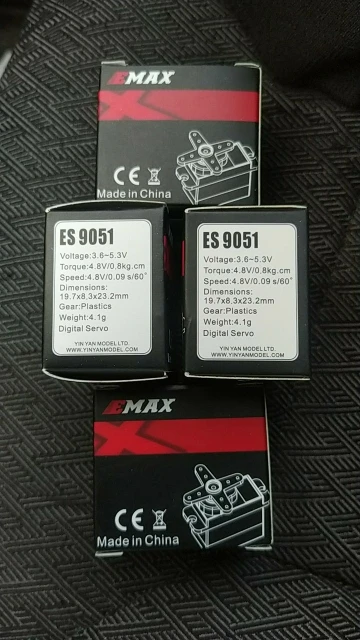 EMAX
CE
Made in China
ES 9051
Voltage:3.6~5.3V
Torque:4.8V/0.8kg.cm
Speed:4.8V/0.09 s/60°
Dimensions:
19.7x8,3x23.2mm
Gear:Plastics
Weight:4.1g
Digital Servo
YIN YAN MODEL LTD.
WWW.YINYANMODEL.COM
ES 9051
Voltage:3.6~5.3V
Torque:4.8V/0.8kg.cm
Speed:4.8V/0.09 s/60°
Dimensions:
19.7x8,3x23.2mm
Gear:Plastics
Weight:4.1g
Digital Servo
YIN YAN MODEL LTD.
WWW.YINYANMODEL.COM
EMAX
CE
Made in China